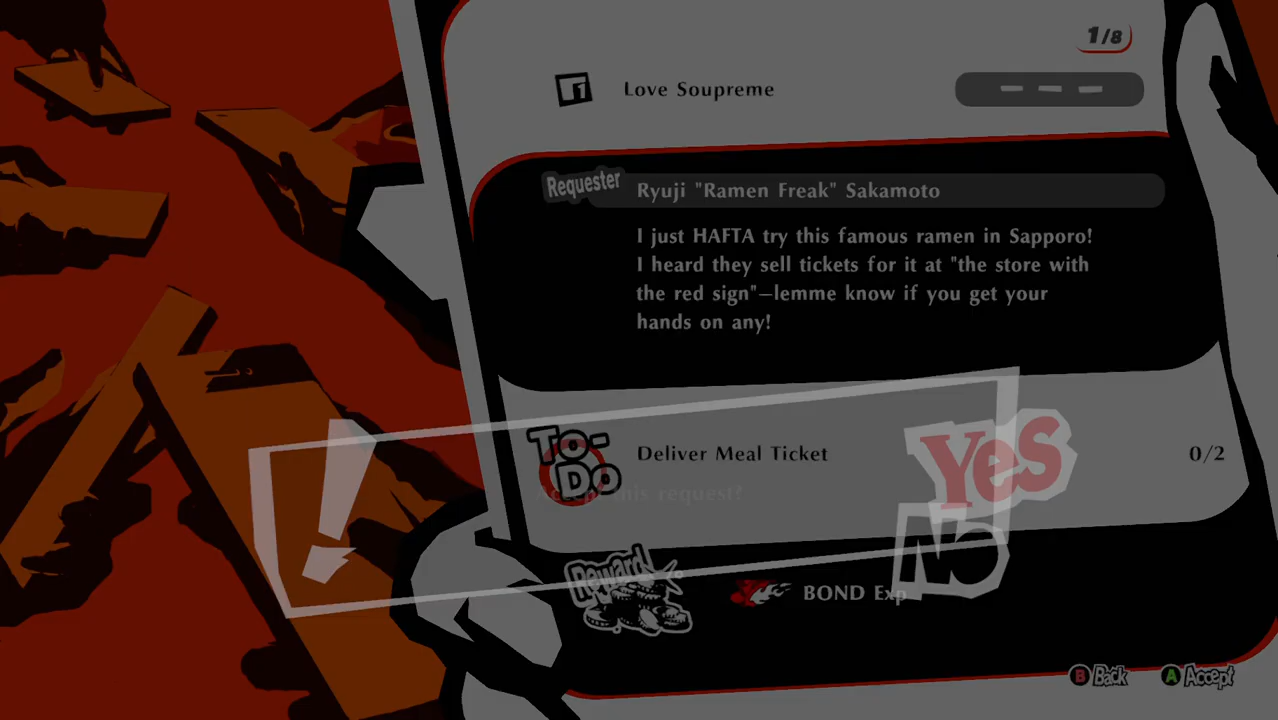 1/8
1 Love Soupreme
Requester Ryuji "Ramen Freak" Sakamoto
I just HAFTA try this famous ramen in Sapporo!
I heard they sell tickets for it at "the store with
the red sign"—lemme know if you get your
hands on any!
To-Do
Deliver Meal Ticket 0/2
Accept this request?
! YeS
NO
Reward BOND Exp
B Back A Accept